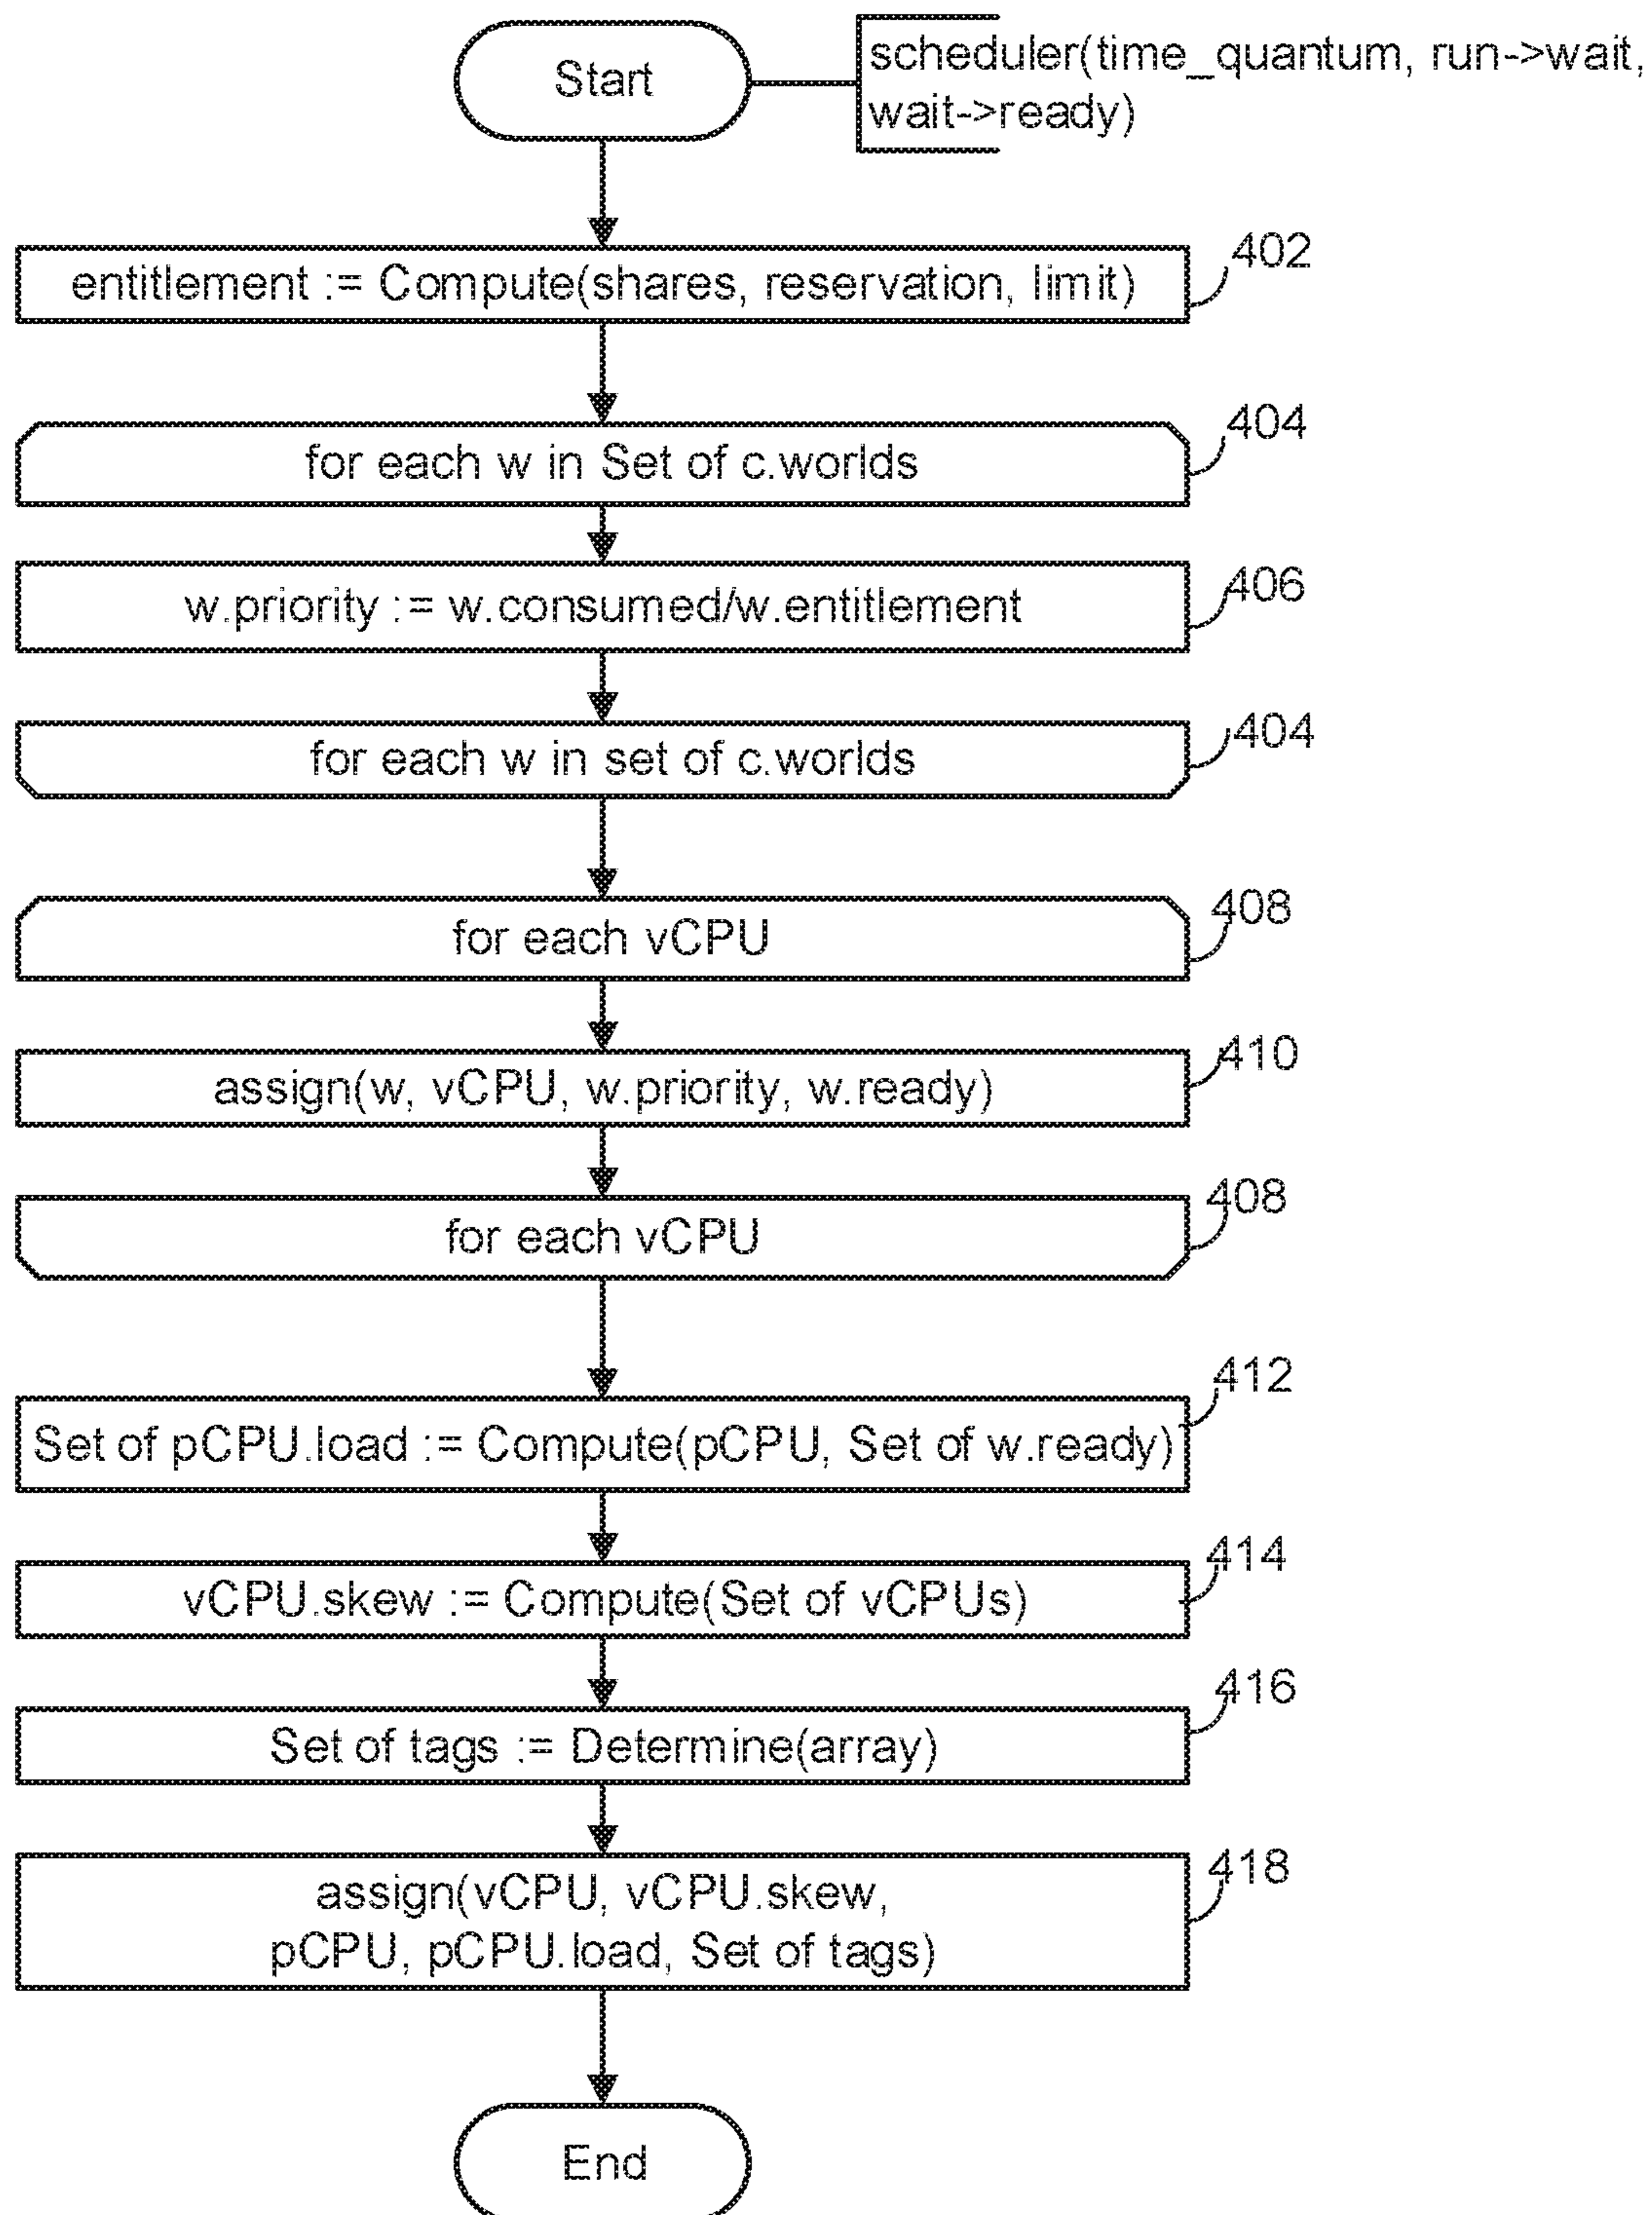 Start
scheduler(time_quantum, run->wait,
wait->ready)
entitlement := Compute(shares, reservation, limit)
402
for each w in Set of c.worlds
404
w.priority := w.consumed/w.entitlement
406
for each w in set of c.worlds
404
for each vCPU
408
assign(w, vCPU, w.priority, w.ready)
410
for each vCPU
408
Set of pCPU.load := Compute(pCPU, Set of w.ready)
412
vCPU.skew := Compute(Set of vCPUs)
414
Set of tags := Determine(array)
416
assign(vCPU, vCPU.skew,
pCPU, pCPU.load, Set of tags)
418
End